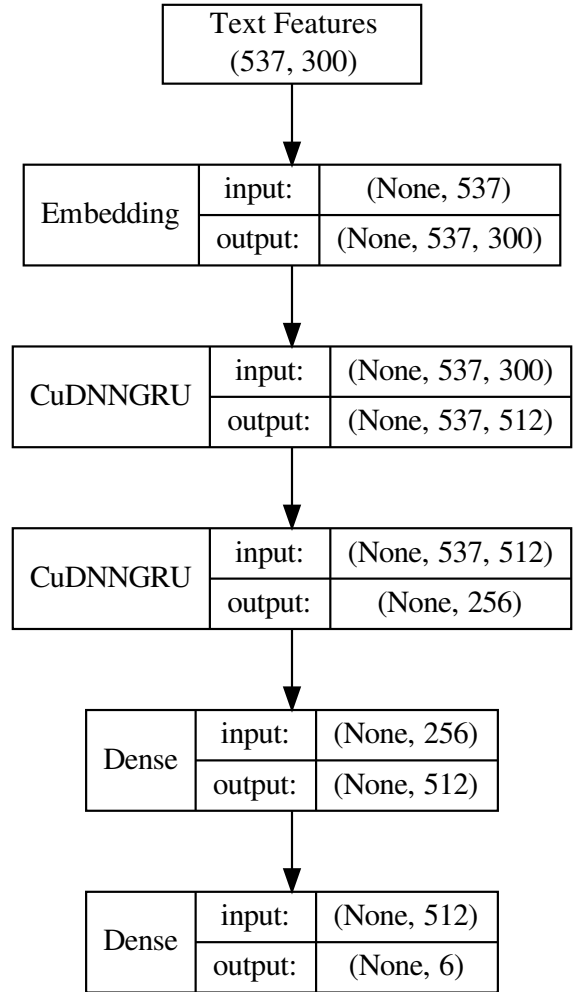 Text Features
(537, 300)
Embedding
input:
(None, 537)
output:
(None, 537, 300)
CuDNNGRU
input:
(None, 537, 300)
output:
(None, 537, 512)
CuDNNGRU
input:
(None, 537, 512)
output:
(None, 256)
Dense
input:
(None, 256)
output:
(None, 512)
Dense
input:
(None, 512)
output:
(None, 6)